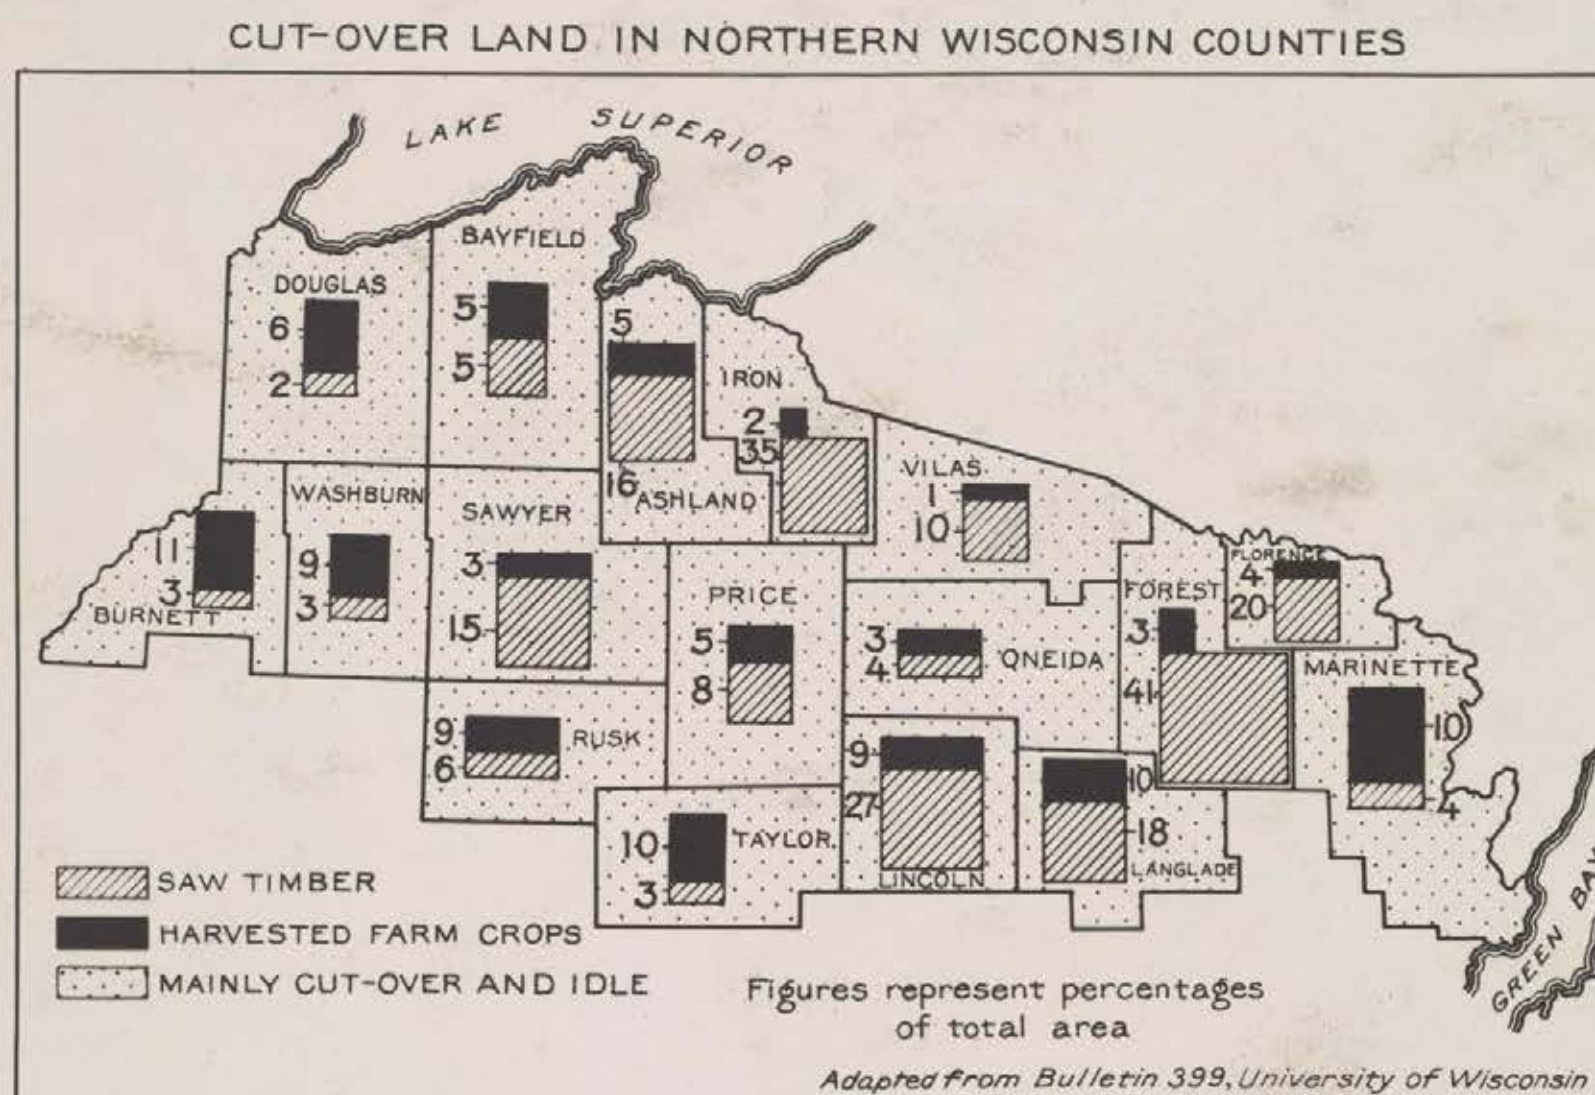 CUT-OVER LAND IN NORTHERN WISCONSIN COUNTIES
LAKE SUPERIOR
BAYFIELD
5
5
DOUGLAS
6
2
5
16
ASHLAND
IRON
2
35
VILAS
1
10
WASHBURN
9
3
SAWYER
3
15
11
3
BURNETT
PRICE
5
8
3
4
ONEIDA
FOREST
3
41
FLORENCE
4
20
MARINETTE
10
4
9
6
RUSK
9
27
LINCOLN
10
18
LANGLADE
10
3
TAYLOR
GREEN BAY
SAW TIMBER
HARVESTED FARM CROPS
MAINLY CUT-OVER AND IDLE
Figures represent percentages
of total area
Adapted from Bulletin 399, University of Wisconsin